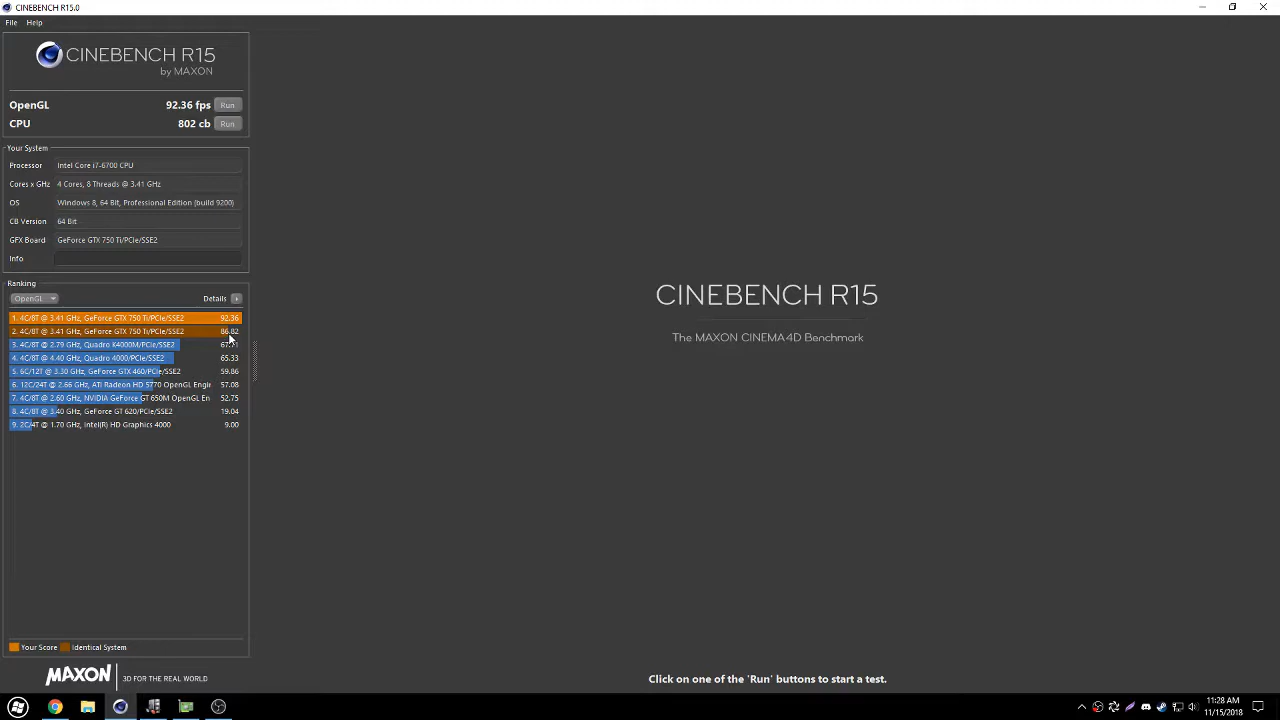 CINEBENCH R15.0
File Help
CINEBENCH R15
by MAXON
OpenGL 92.36 fps Run
CPU 802 cb Run
Your System
Processor Intel Core i7-6700 CPU
Cores x GHz 4 Cores, 8 Threads @ 3.41 GHz
OS Windows 8, 64 Bit, Professional Edition (build 9200)
CB Version 64 Bit
GFX Board GeForce GTX 750 Ti/PCIe/SSE2
Info
Ranking
OpenGL Details
1. 4C/8T @ 3.41 GHz, GeForce GTX 750 Ti/PCIe/SSE2 92.36
2. 4C/8T @ 3.41 GHz, GeForce GTX 750 Ti/PCIe/SSE2 86.82
3. 4C/8T @ 2.79 GHz, Quadro K4000M/PCIe/SSE2
4. 4C/8T @ 4.40 GHz, Quadro 4000/PCIe/SSE2 65.33
5. 6C/12T @ 3.30 GHz, GeForce GTX 460/PCIe/SSE2 59.86
6. 12C/24T @ 2.66 GHz, ATI Radeon HD 5770 OpenGL Engir 57.08
7. 4C/8T @ 2.60 GHz, NVIDIA GeForce GT 650M OpenGL En 52.75
8. 4C/8T @ 3.40 GHz, GeForce GT 620/PCIe/SSE2 19.04
9. 2C/4T @ 1.70 GHz, Intel(R) HD Graphics 4000 9.00
CINEBENCH R15
The MAXON CINEMA4D Benchmark
Your Score Identical System
MAXON 3D FOR THE REAL WORLD
Click on one of the 'Run' buttons to start a test.
11:28 AM
11/15/2018